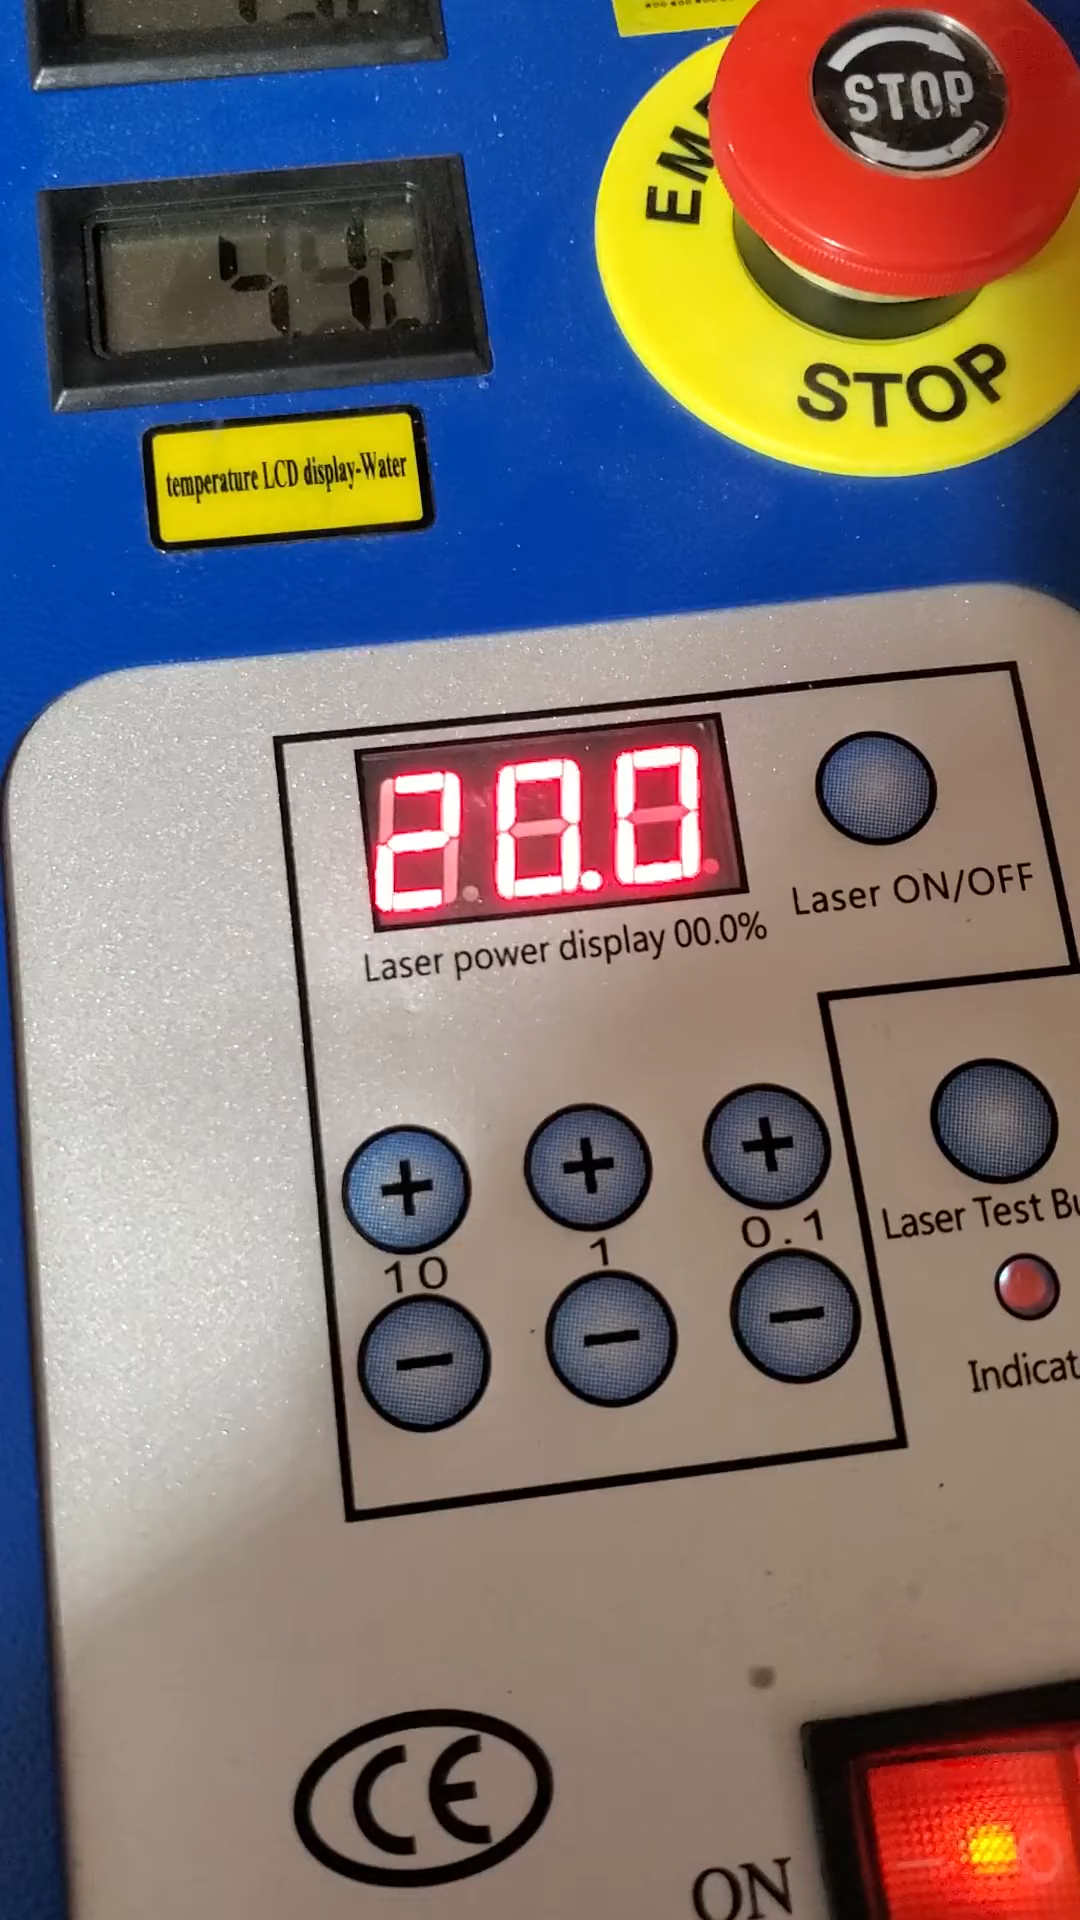 STOP
EM
STOP
temperature LCD display-Water
20.0
Laser ON/OFF
Laser power display 00.0%
+ + +
10 1 0.1
- - -
Laser Test Bu
Indicat
CE
ON